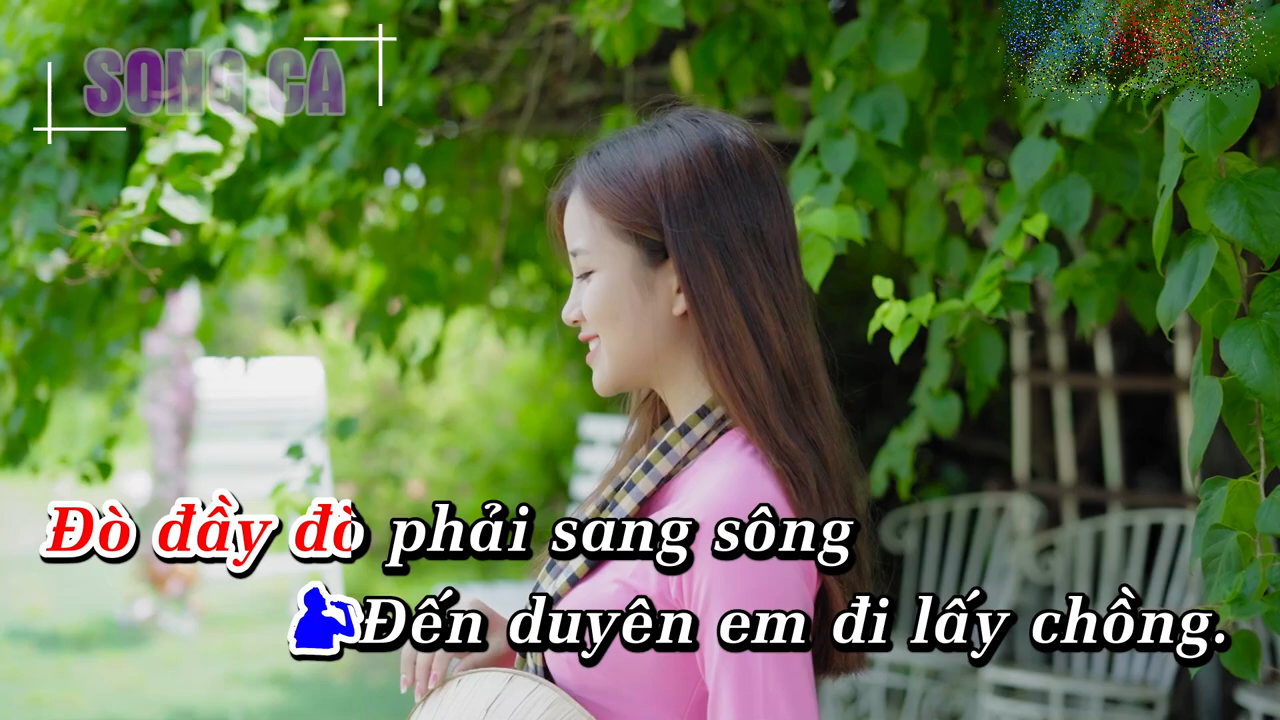 SONG CA
Đò đầy đò phải sang sông
Đến duyên em đi lấy chồng.